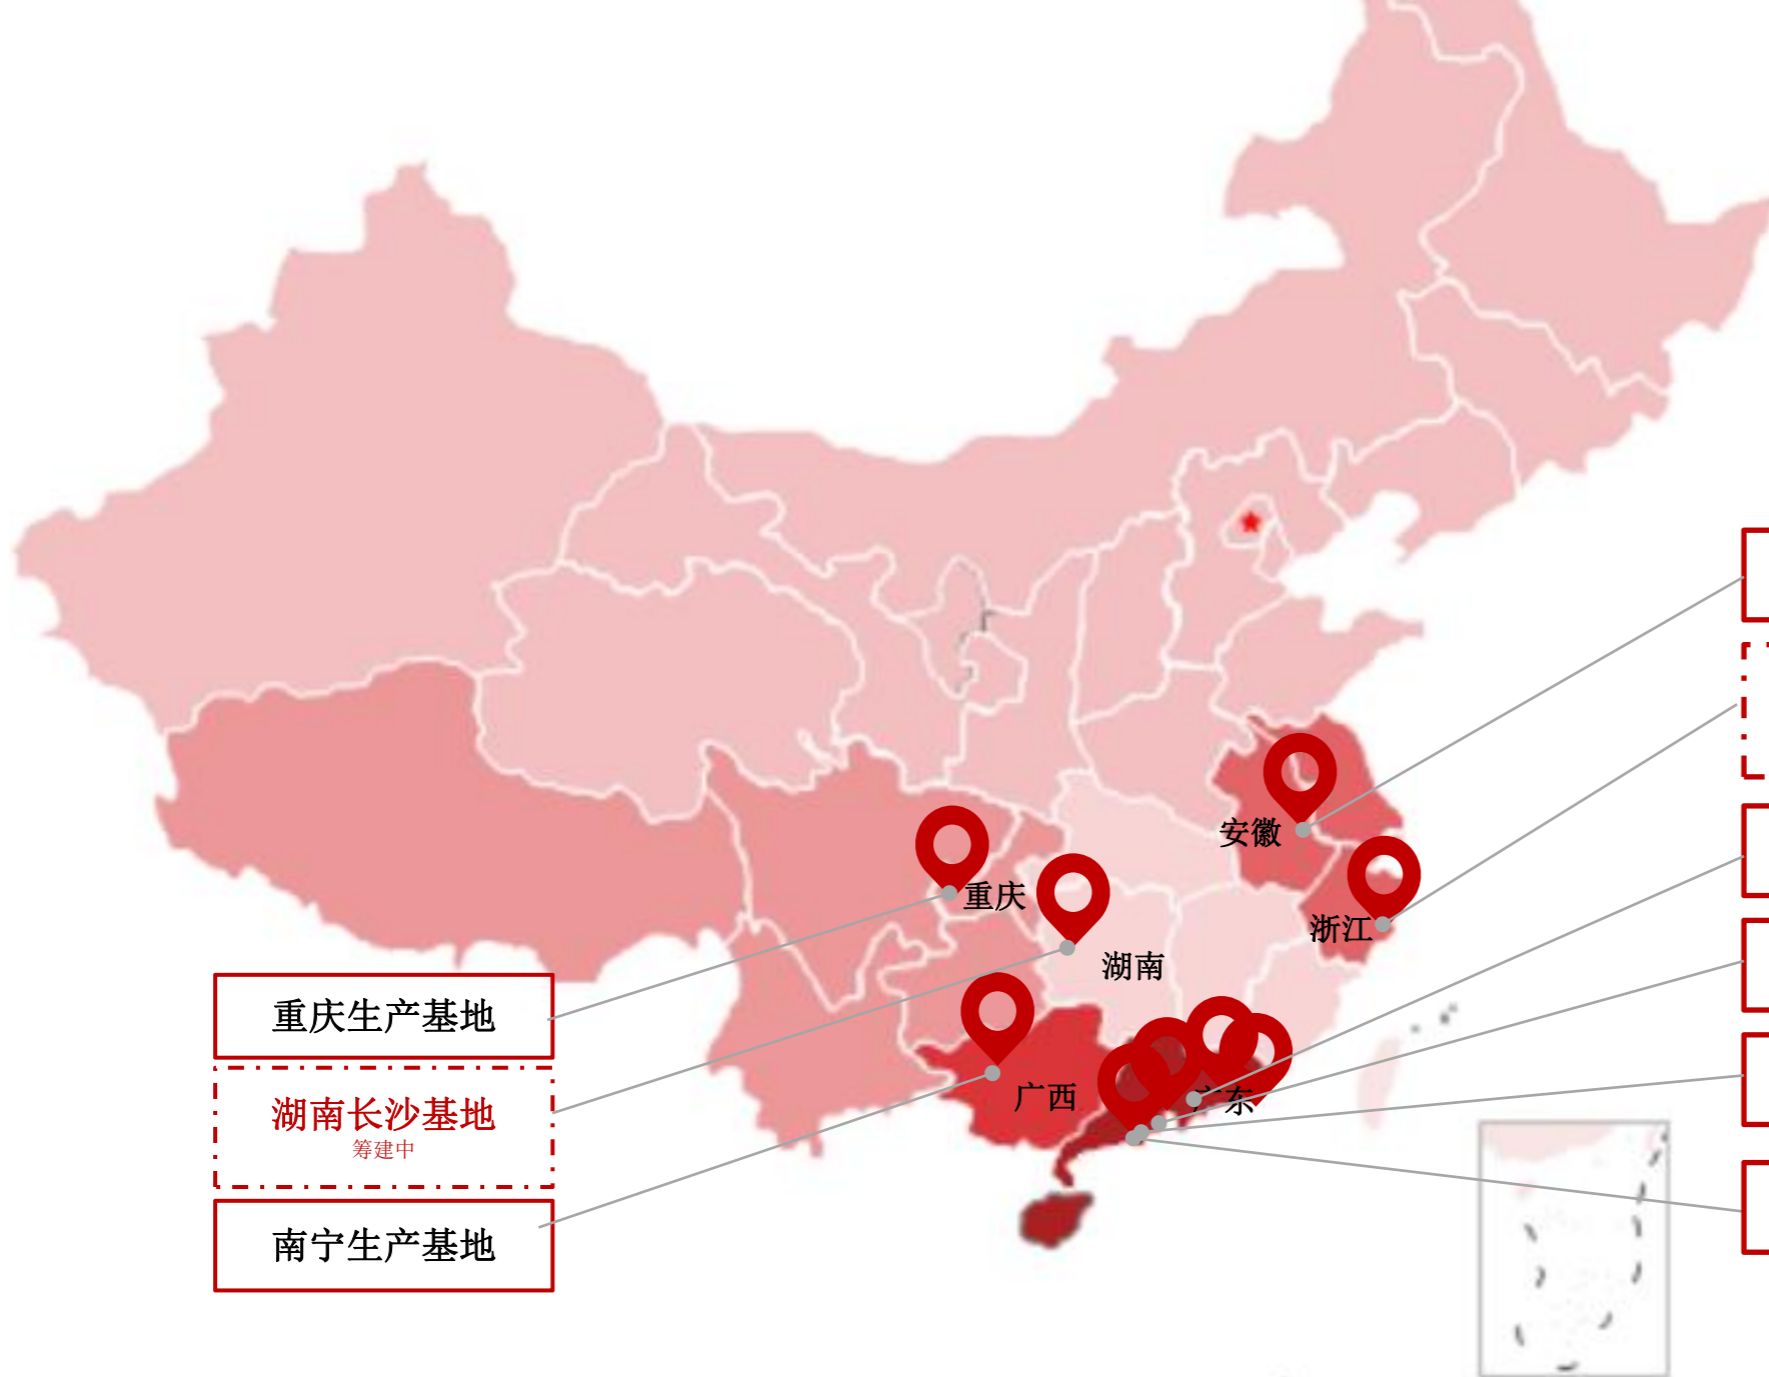 安徽
重庆
浙江
湖南
广西
广东
重庆生产基地
湖南长沙基地
筹建中
南宁生产基地